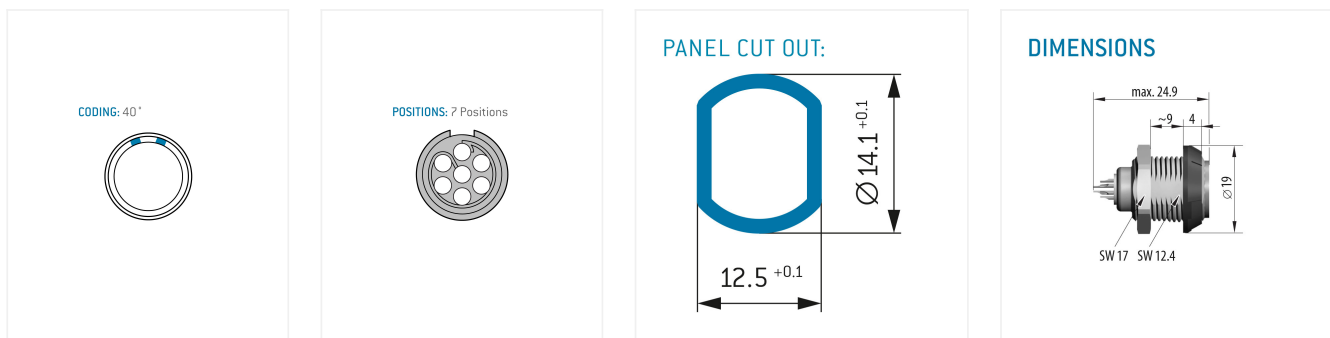 CODING: 40°
POSITIONS: 7 Positions
PANEL CUT OUT:
Ø 14.1 +0.1
12.5 +0.1
DIMENSIONS
max. 24.9
~9
4
Ø 19
SW 17
SW 12.4